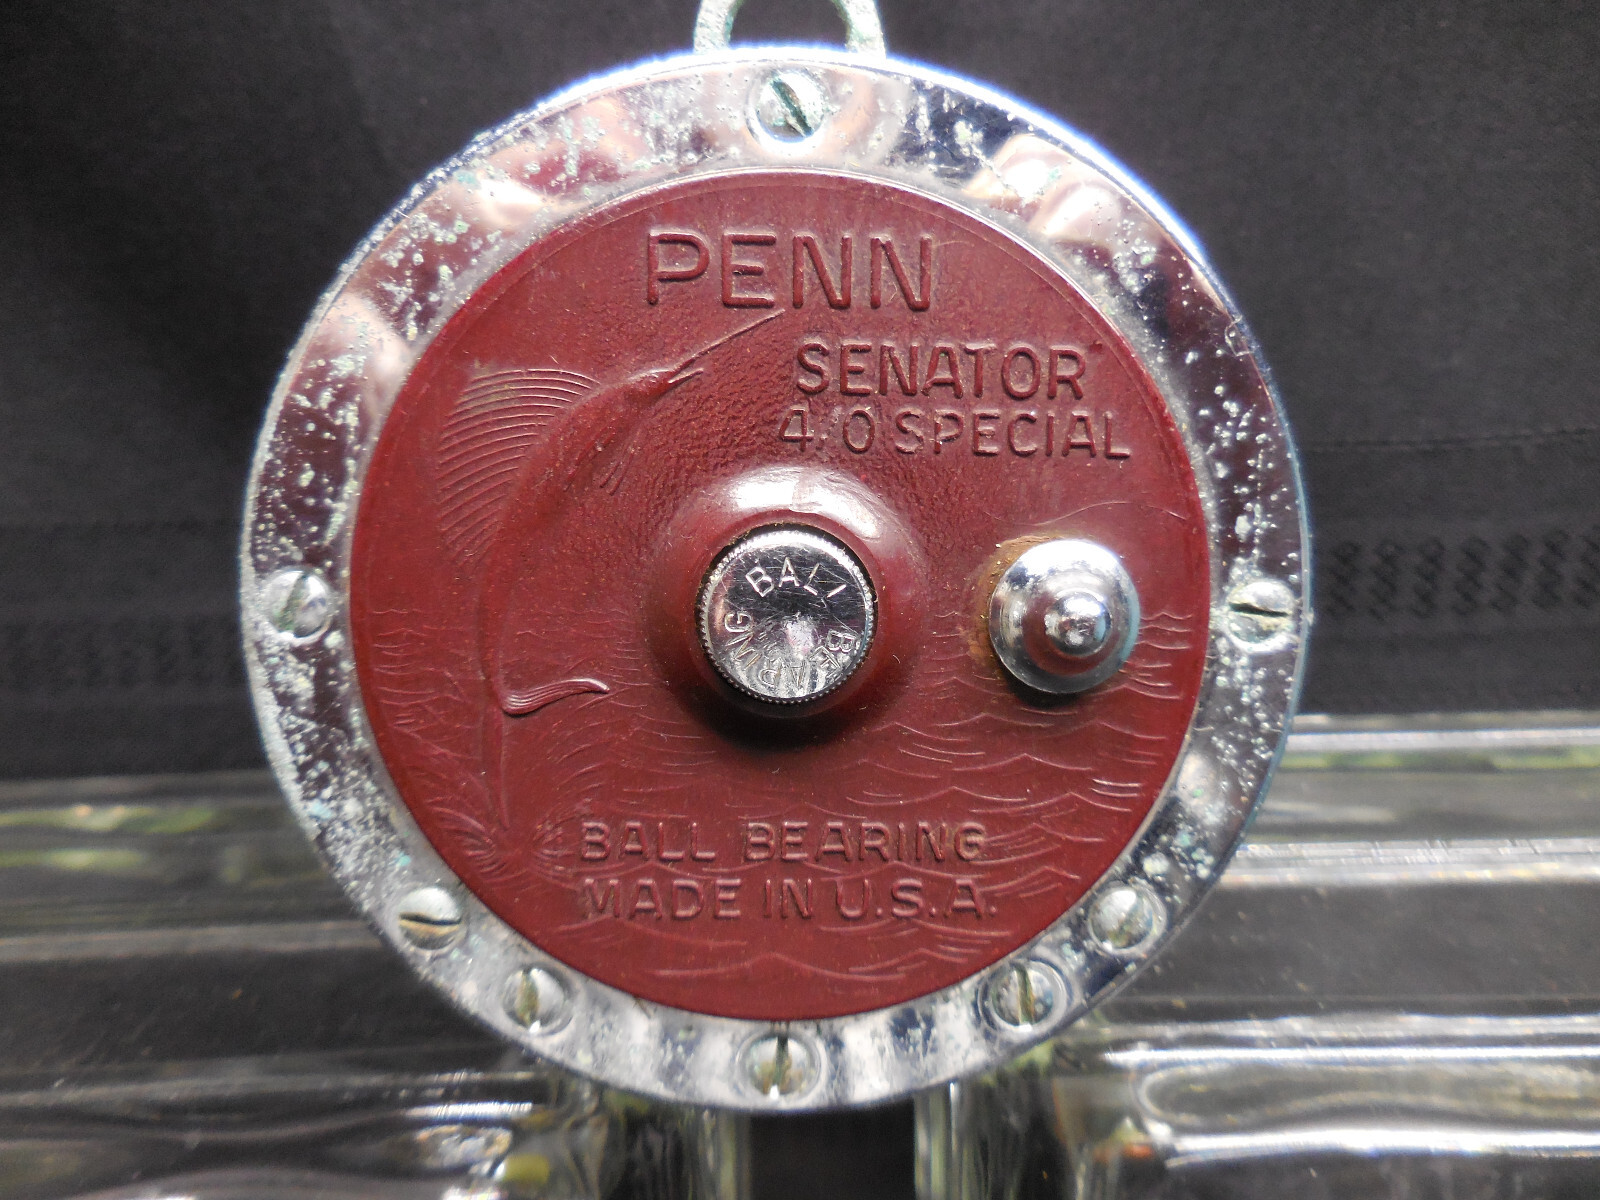 PENN
SENATOR
4/0 SPECIAL
BALL
BEARING
BALL BEARING
MADE IN U.S.A.